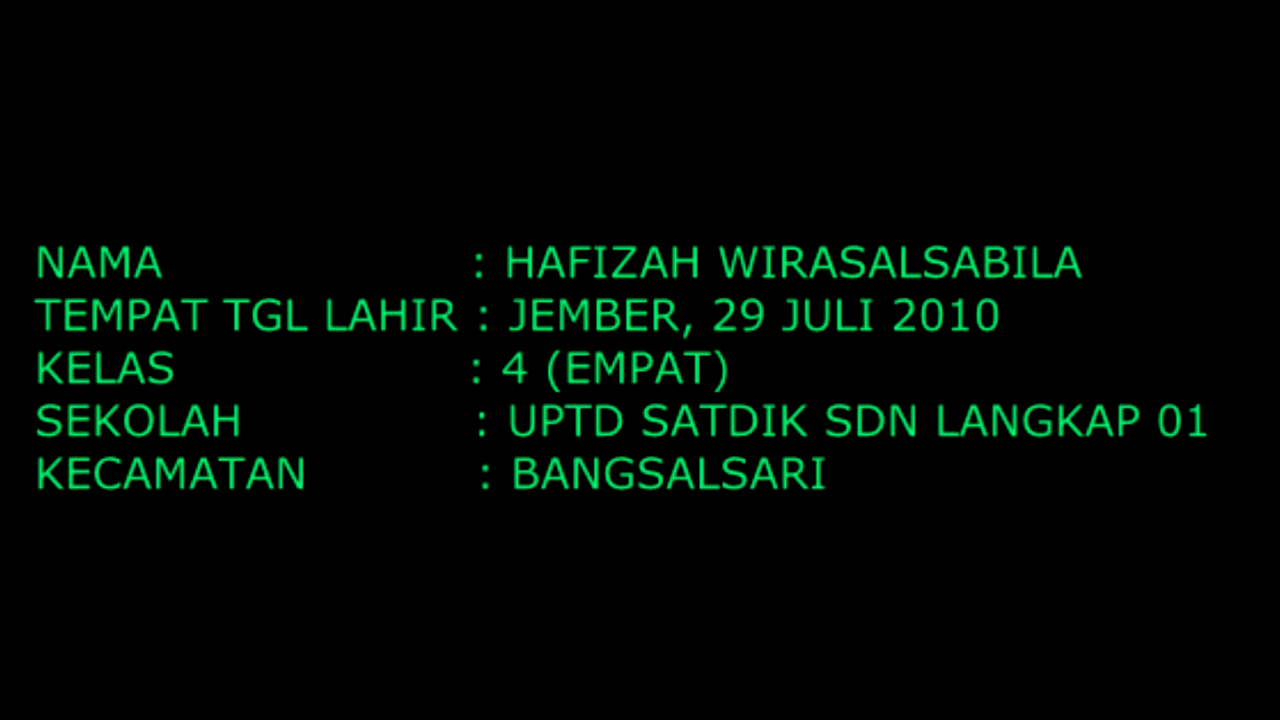 NAMA : HAFIZAH WIRASALSABILA
TEMPAT TGL LAHIR : JEMBER, 29 JULI 2010
KELAS : 4 (EMPAT)
SEKOLAH : UPTD SATDIK SDN LANGKAP 01
KECAMATAN : BANGSALSARI